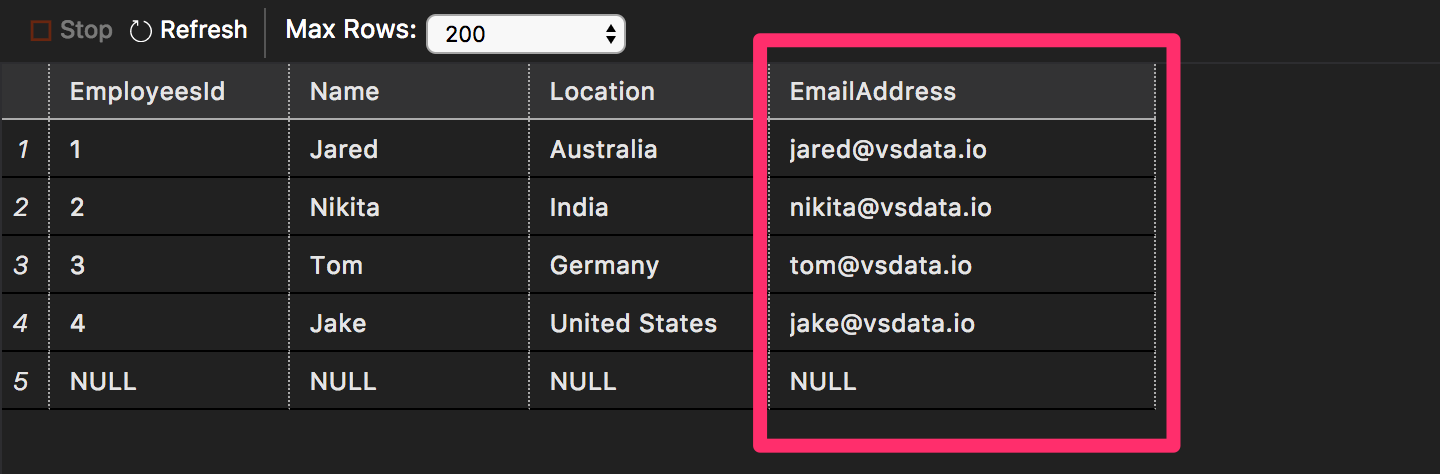 Stop Refresh Max Rows: 200
EmployeesId Name Location EmailAddress
1 1 Jared Australia jared@vsdata.io
2 2 Nikita India nikita@vsdata.io
3 3 Tom Germany tom@vsdata.io
4 4 Jake United States jake@vsdata.io
5 NULL NULL NULL NULL